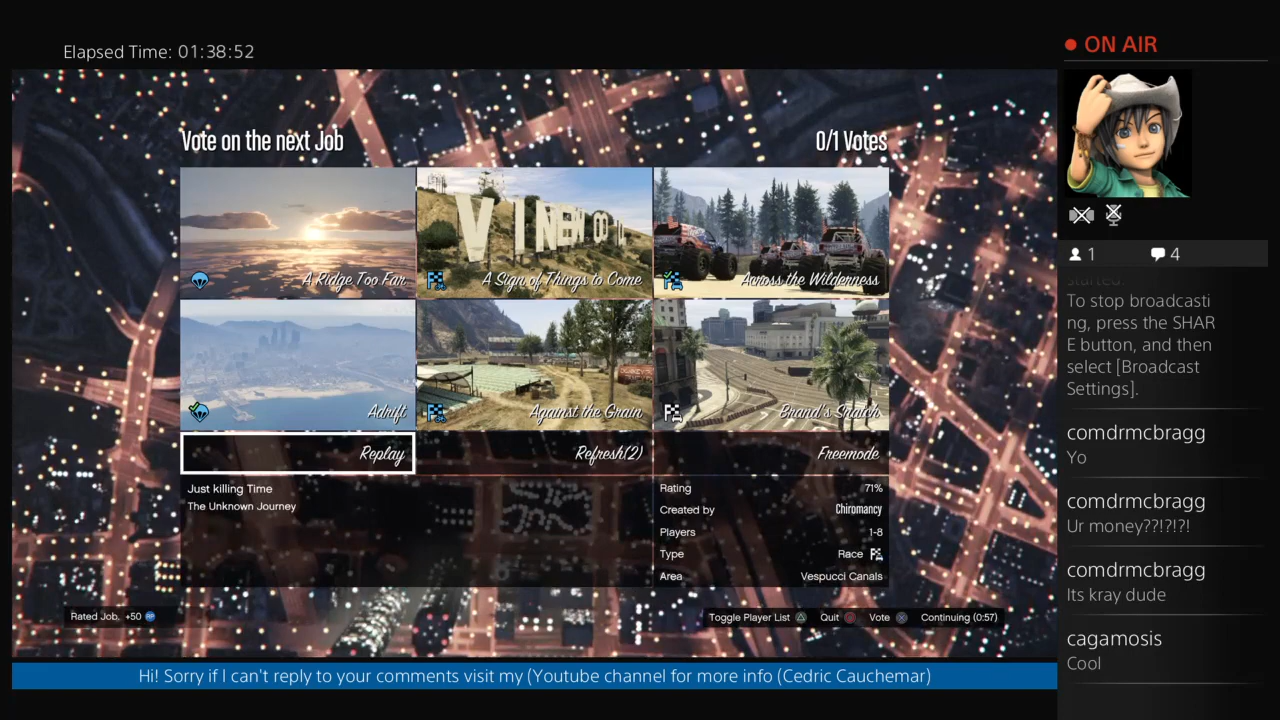 Elapsed Time: 01:38:52
ON AIR
Vote on the next Job
0/1 Votes
VINEWOOD
A Ridge Too Far
A Sign of Things to Come
Across the Wilderness
Adrift
Against the Grain
Brand's Snatch
Replay
Refresh(2)
Freemode
Just killing Time
The Unknown Journey
Rating 71%
Created by Chiromancy
Players 1-8
Type Race
Area Vespucci Canals
Rated Job. +50 RP
Toggle Player List Quit Vote Continuing (0:57)
Hi! Sorry if I can't reply to your comments visit my (Youtube channel for more info (Cedric Cauchemar)
1 4
started.
To stop broadcasti
ng, press the SHAR
E button, and then
select [Broadcast
Settings].
comdrmcbragg
Yo
comdrmcbragg
Ur money??!?!?!
comdrmcbragg
Its kray dude
cagamosis
Cool